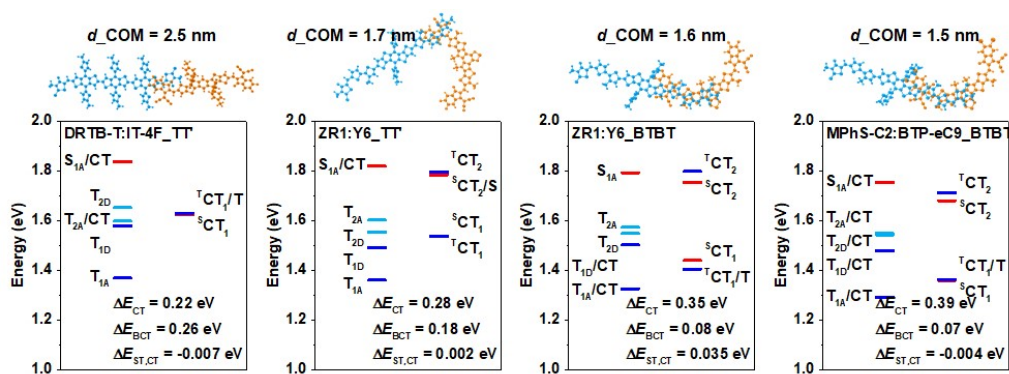 d_COM = 2.5 nm
d_COM = 1.7 nm
d_COM = 1.6 nm
d_COM = 1.5 nm
Energy (eV)
2.0
1.8
1.6
1.4
1.2
1.0
DRTB-T:IT-4F_TT'
S1A/CT
T2D
T2A/CT
T1D
T1A
TCT1/T
SCT1
ΔECT = 0.22 eV
ΔEBCT = 0.26 eV
ΔEST,CT = -0.007 eV
Energy (eV)
2.0
1.8
1.6
1.4
1.2
1.0
ZR1:Y6_TT'
S1A/CT
TCT2
SCT2/S
T2A
T2D
T1D
T1A
SCT1
TCT1
ΔECT = 0.28 eV
ΔEBCT = 0.18 eV
ΔEST,CT = 0.002 eV
Energy (eV)
2.0
1.8
1.6
1.4
1.2
1.0
ZR1:Y6_BTBT
S1A
TCT2
SCT2
T2A
T2D
T1D/CT
T1A/CT
SCT1
TCT1/T
ΔECT = 0.35 eV
ΔEBCT = 0.08 eV
ΔEST,CT = 0.035 eV
Energy (eV)
2.0
1.8
1.6
1.4
1.2
1.0
MPhS-C2:BTP-eC9_BTBT
S1A/CT
TCT2
SCT2
T2A/CT
T2D/CT
T1D/CT
T1A/CT
TCT1/T
SCT1
ΔECT = 0.39 eV
ΔEBCT = 0.07 eV
ΔEST,CT = -0.004 eV